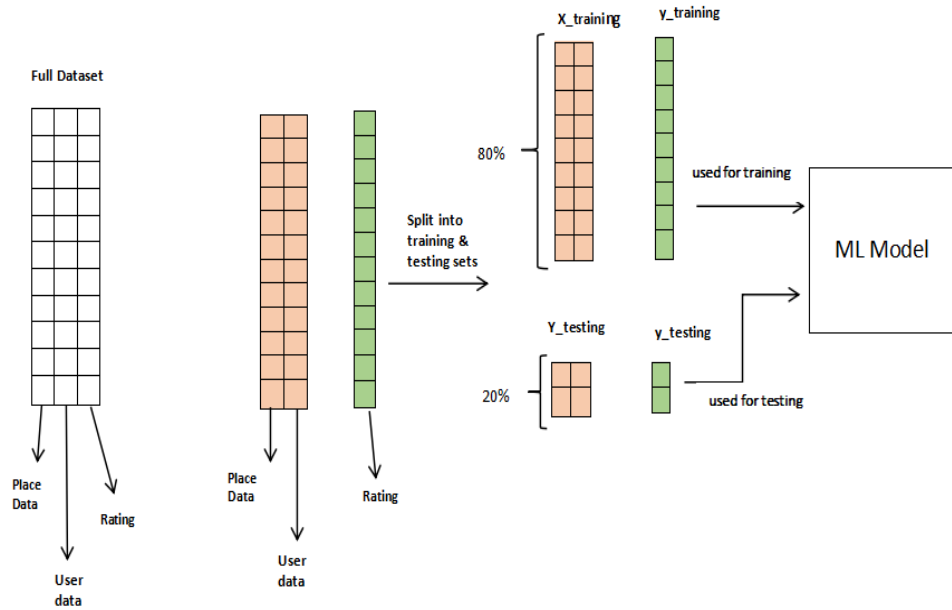 Full Dataset
Place
Data
User
data
Rating
Place
Data
User
data
Rating
Split into
training &
testing sets
X_training
y_training
80%
used for training
Y_testing
y_testing
20%
used for testing
ML Model